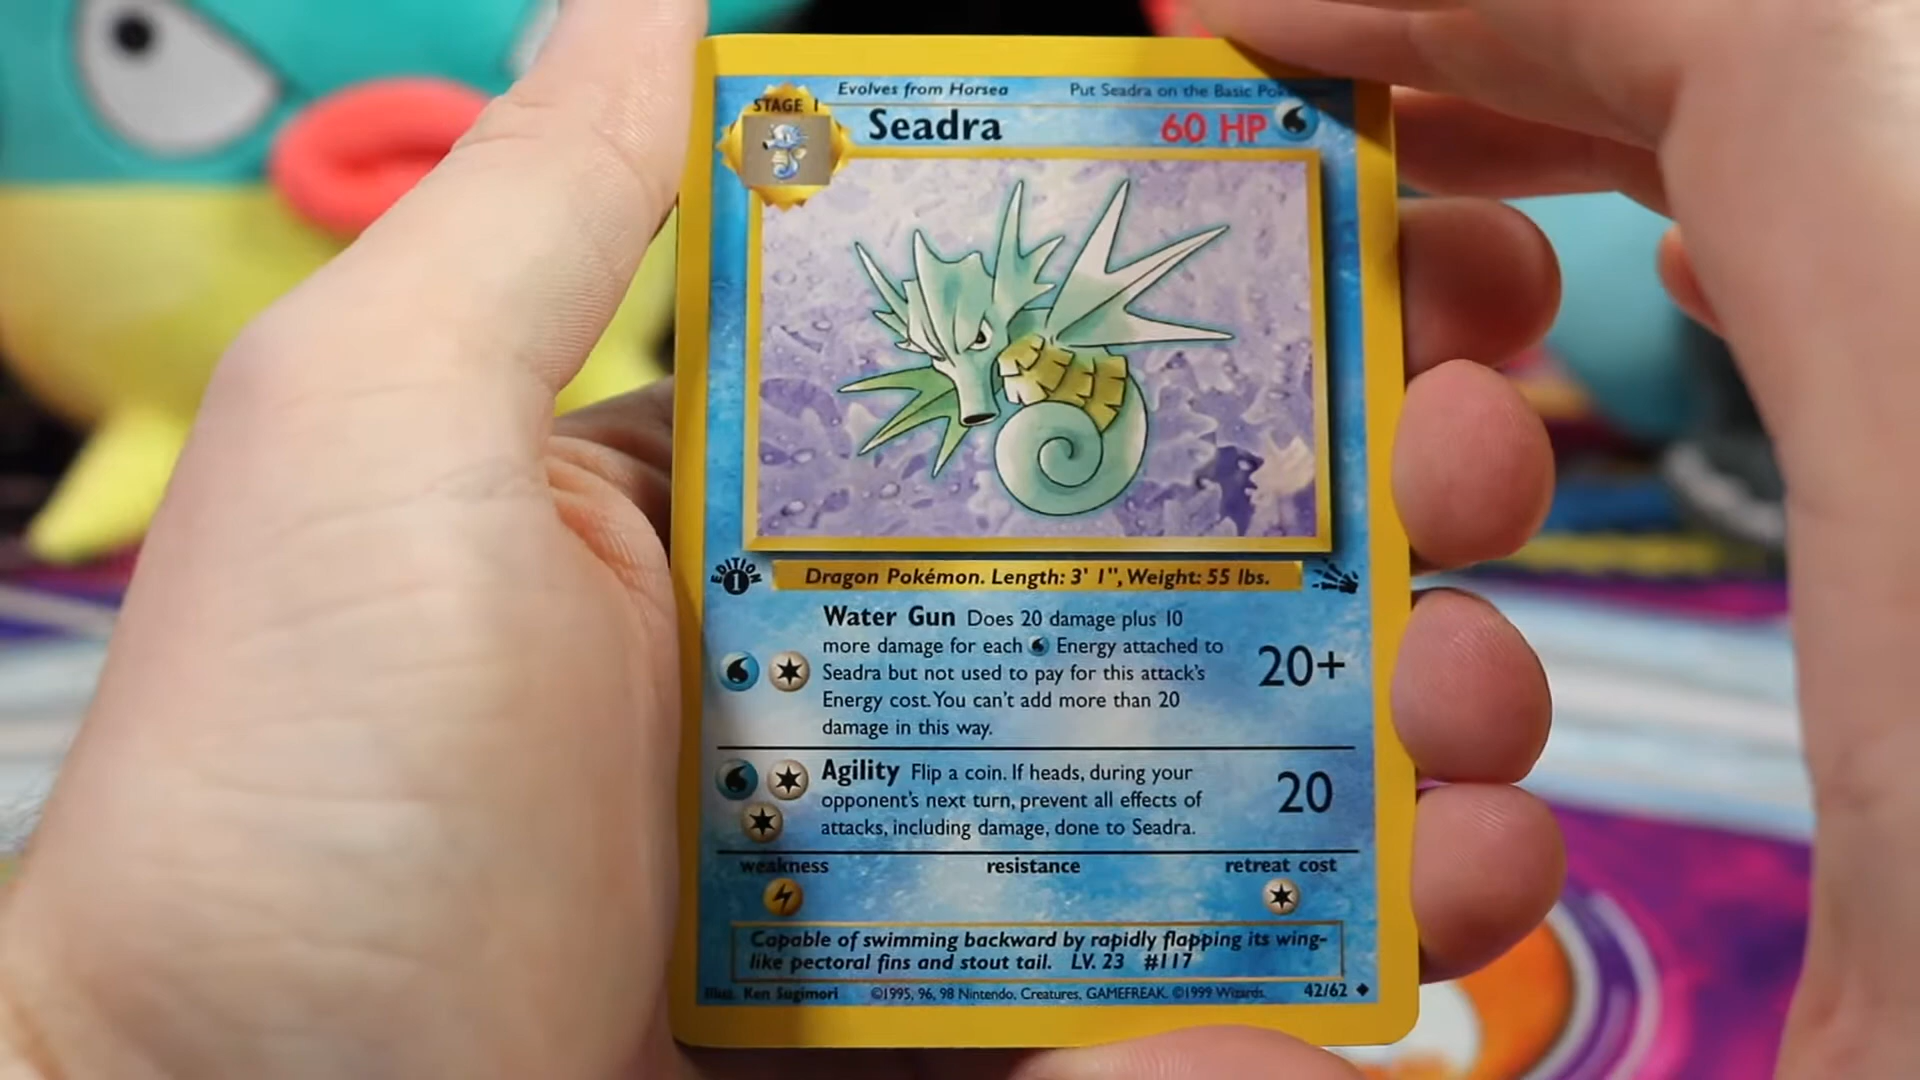 Evolves from Horsea Put Seadra on the Basic
STAGE 1
Seadra 60 HP
EDITION 1
Dragon Pokémon. Length: 3' 1", Weight: 55 lbs.
Water Gun Does 20 damage plus 10
more damage for each Energy attached to
Seadra but not used to pay for this attack's
Energy cost. You can't add more than 20
damage in this way.
20+
Agility Flip a coin. If heads, during your
opponent's next turn, prevent all effects of
attacks, including damage, done to Seadra.
20
weakness resistance retreat cost
Capable of swimming backward by rapidly flapping its wing-
like pectoral fins and stout tail. LV. 23 #117
Illus. Ken Sugimori ©1995, 96, 98 Nintendo, Creatures, GAMEFREAK. ©1999 Wizards. 42/62